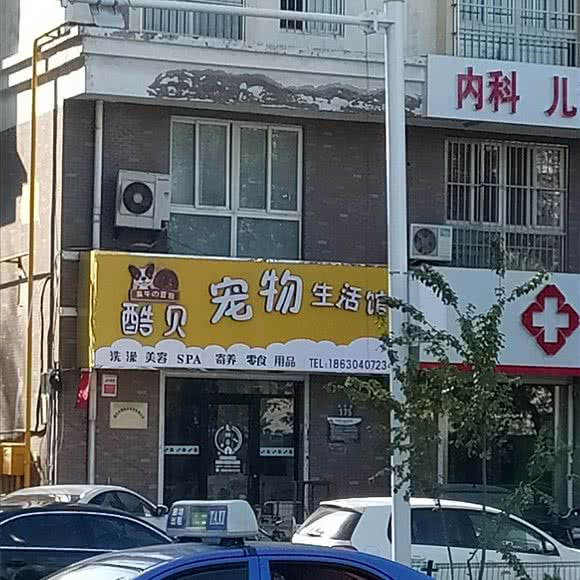 内科 儿
酷贝 宠物生活馆
洗澡 美容 SPA 寄养 零食 用品 TEL:1863040723